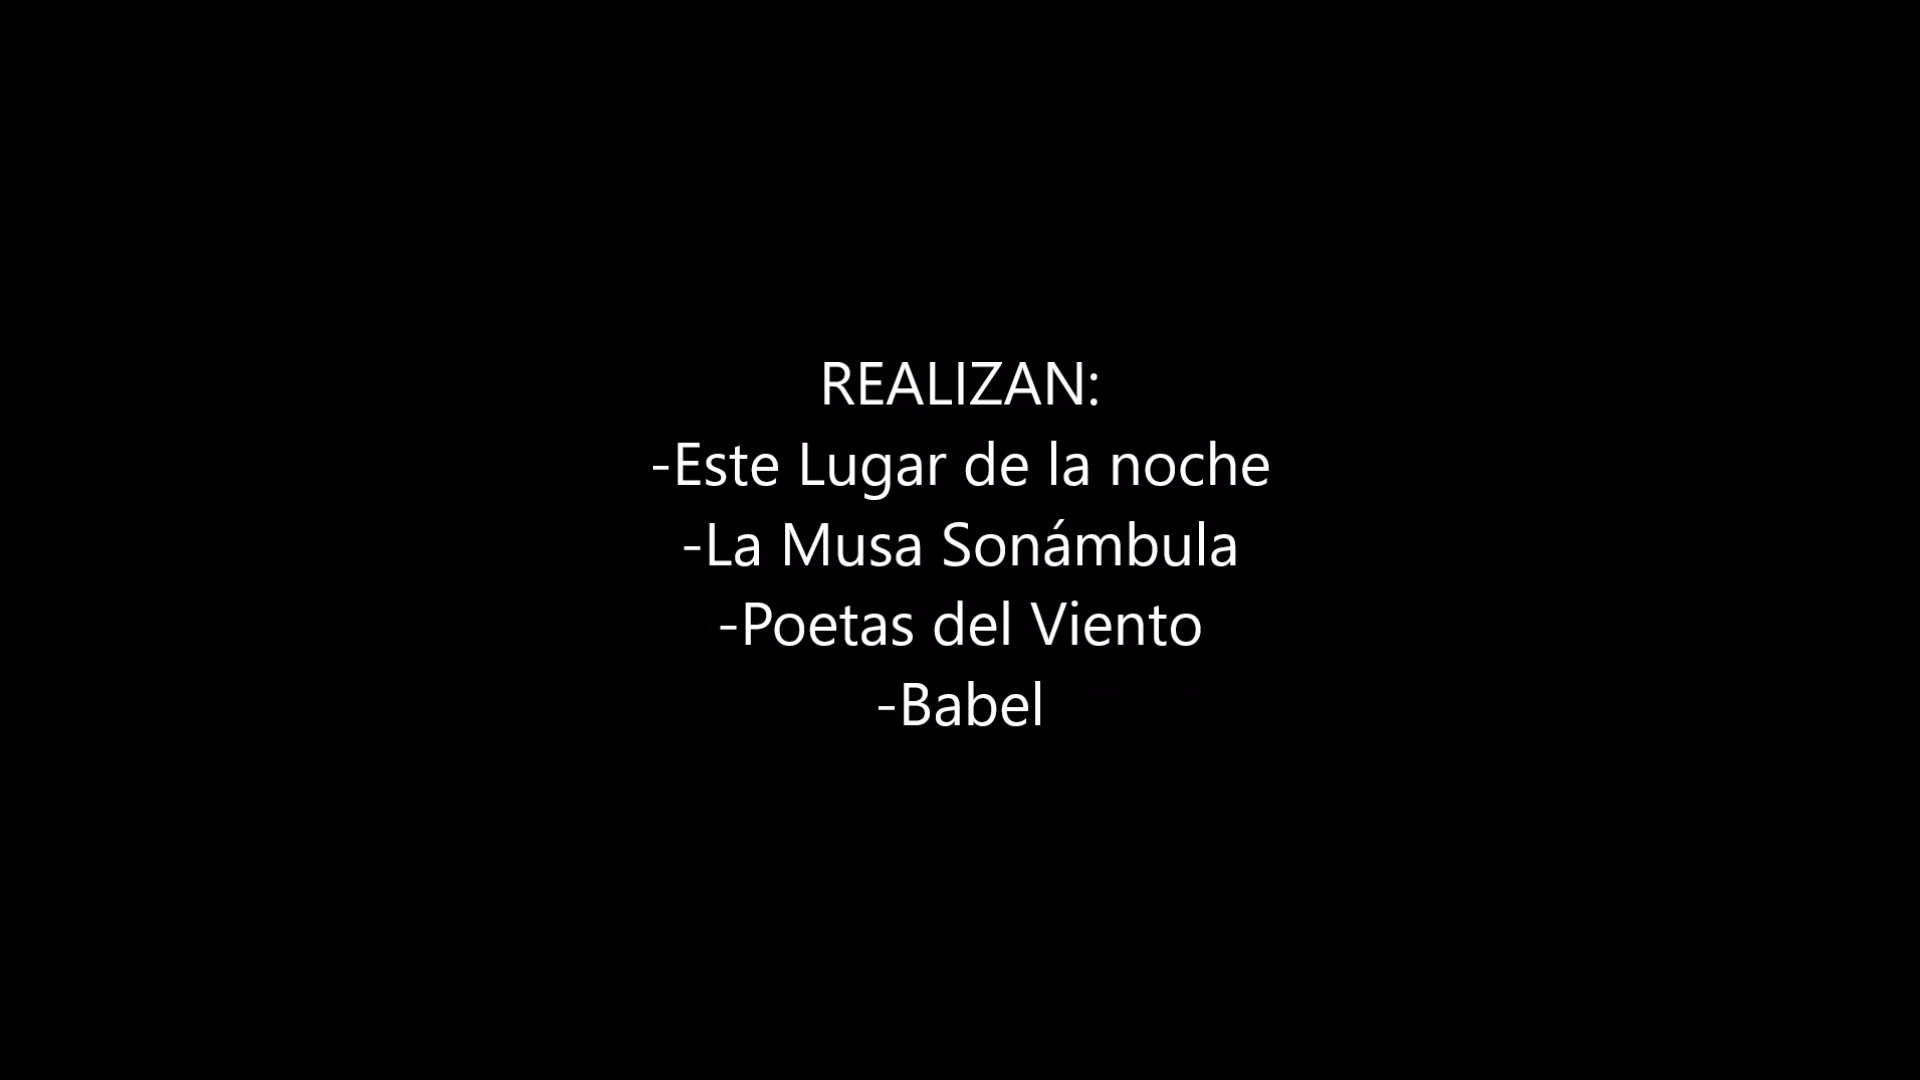 REALIZAN:
-Este Lugar de la noche
-La Musa Sonámbula
-Poetas del Viento
-Babel